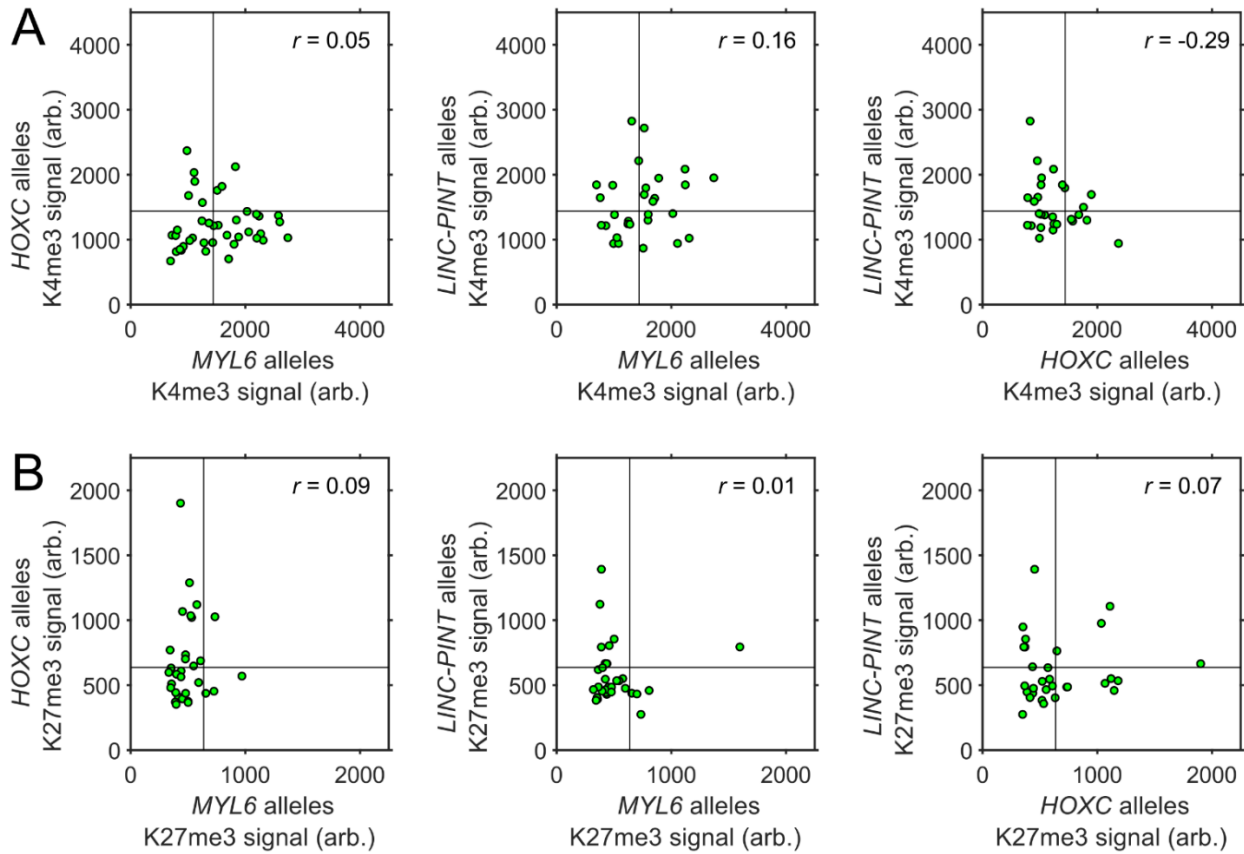 A
HOXC alleles
K4me3 signal (arb.)
4000
3000
2000
1000
0
r = 0.05
0 2000 4000
MYL6 alleles
K4me3 signal (arb.)
LINC-PINT alleles
K4me3 signal (arb.)
4000
3000
2000
1000
0
r = 0.16
0 2000 4000
MYL6 alleles
K4me3 signal (arb.)
LINC-PINT alleles
K4me3 signal (arb.)
4000
3000
2000
1000
0
r = -0.29
0 2000 4000
HOXC alleles
K4me3 signal (arb.)
B
HOXC alleles
K27me3 signal (arb.)
2000
1500
1000
500
0
r = 0.09
0 1000 2000
MYL6 alleles
K27me3 signal (arb.)
LINC-PINT alleles
K27me3 signal (arb.)
2000
1500
1000
500
0
r = 0.01
0 1000 2000
MYL6 alleles
K27me3 signal (arb.)
LINC-PINT alleles
K27me3 signal (arb.)
2000
1500
1000
500
0
r = 0.07
0 1000 2000
HOXC alleles
K27me3 signal (arb.)